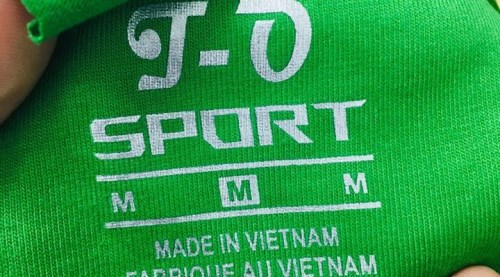 T-J
SPORT
M M M
MADE IN VIETNAM
FABRIQUE AU VIETNAM